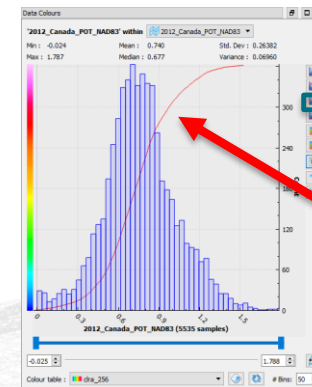 Data Colours
'2012_Canada_POT_NAD83' within 2012_Canada_POT_NAD83
Min: -0.024 Mean: 0.740 Std. Dev: 0.26382
Max: 1.787 Median: 0.677 Variance: 0.06960
300
240
180
120
60
0
0 0.3 0.6 0.9 1.2 1.5
2012_Canada_POT_NAD83 (5535 samples)
-0.025 1.788
Colour table: dra_256 # Bins: 50